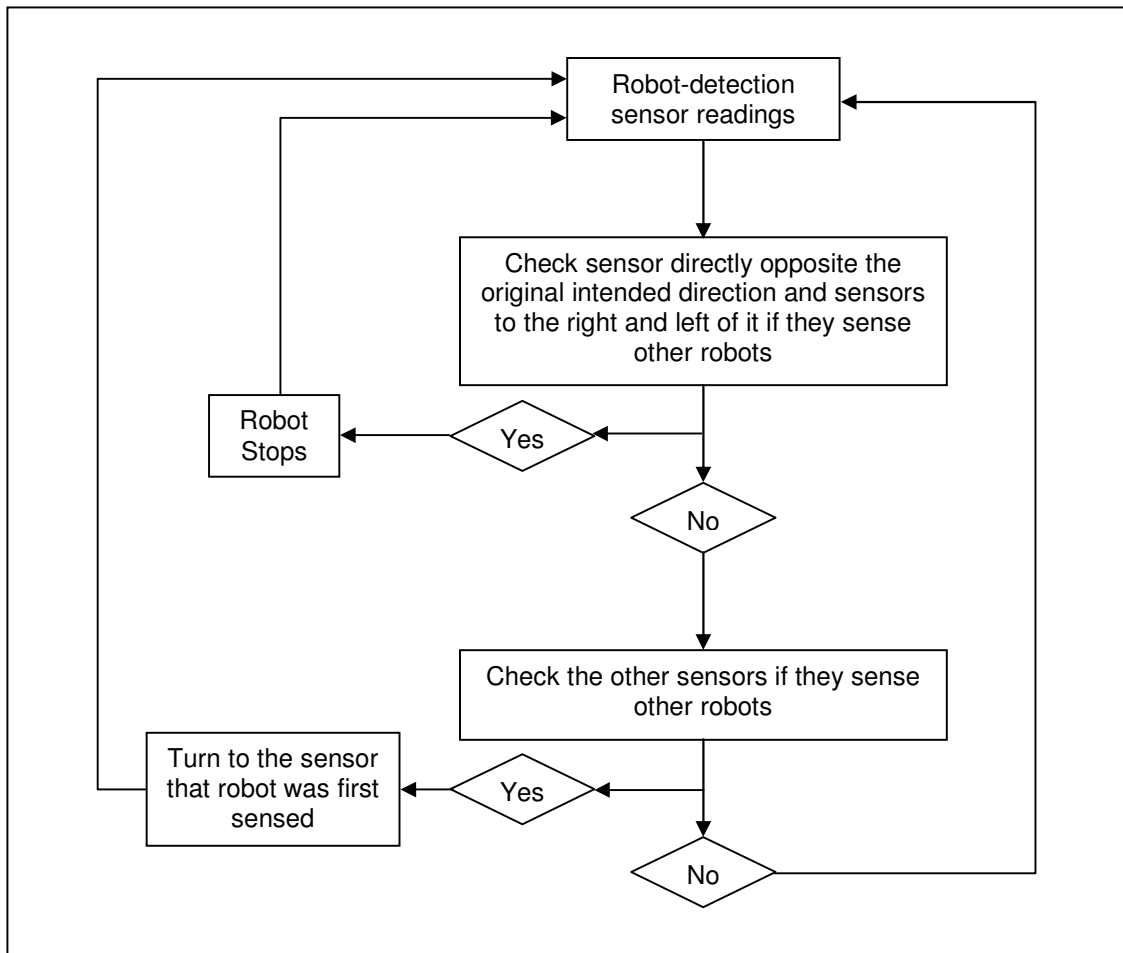 Robot-detection
sensor readings
Check sensor directly opposite the
original intended direction and sensors
to the right and left of it if they sense
other robots
Robot
Stops
Yes
No
Check the other sensors if they sense
other robots
Turn to the sensor
that robot was first
sensed
Yes
No